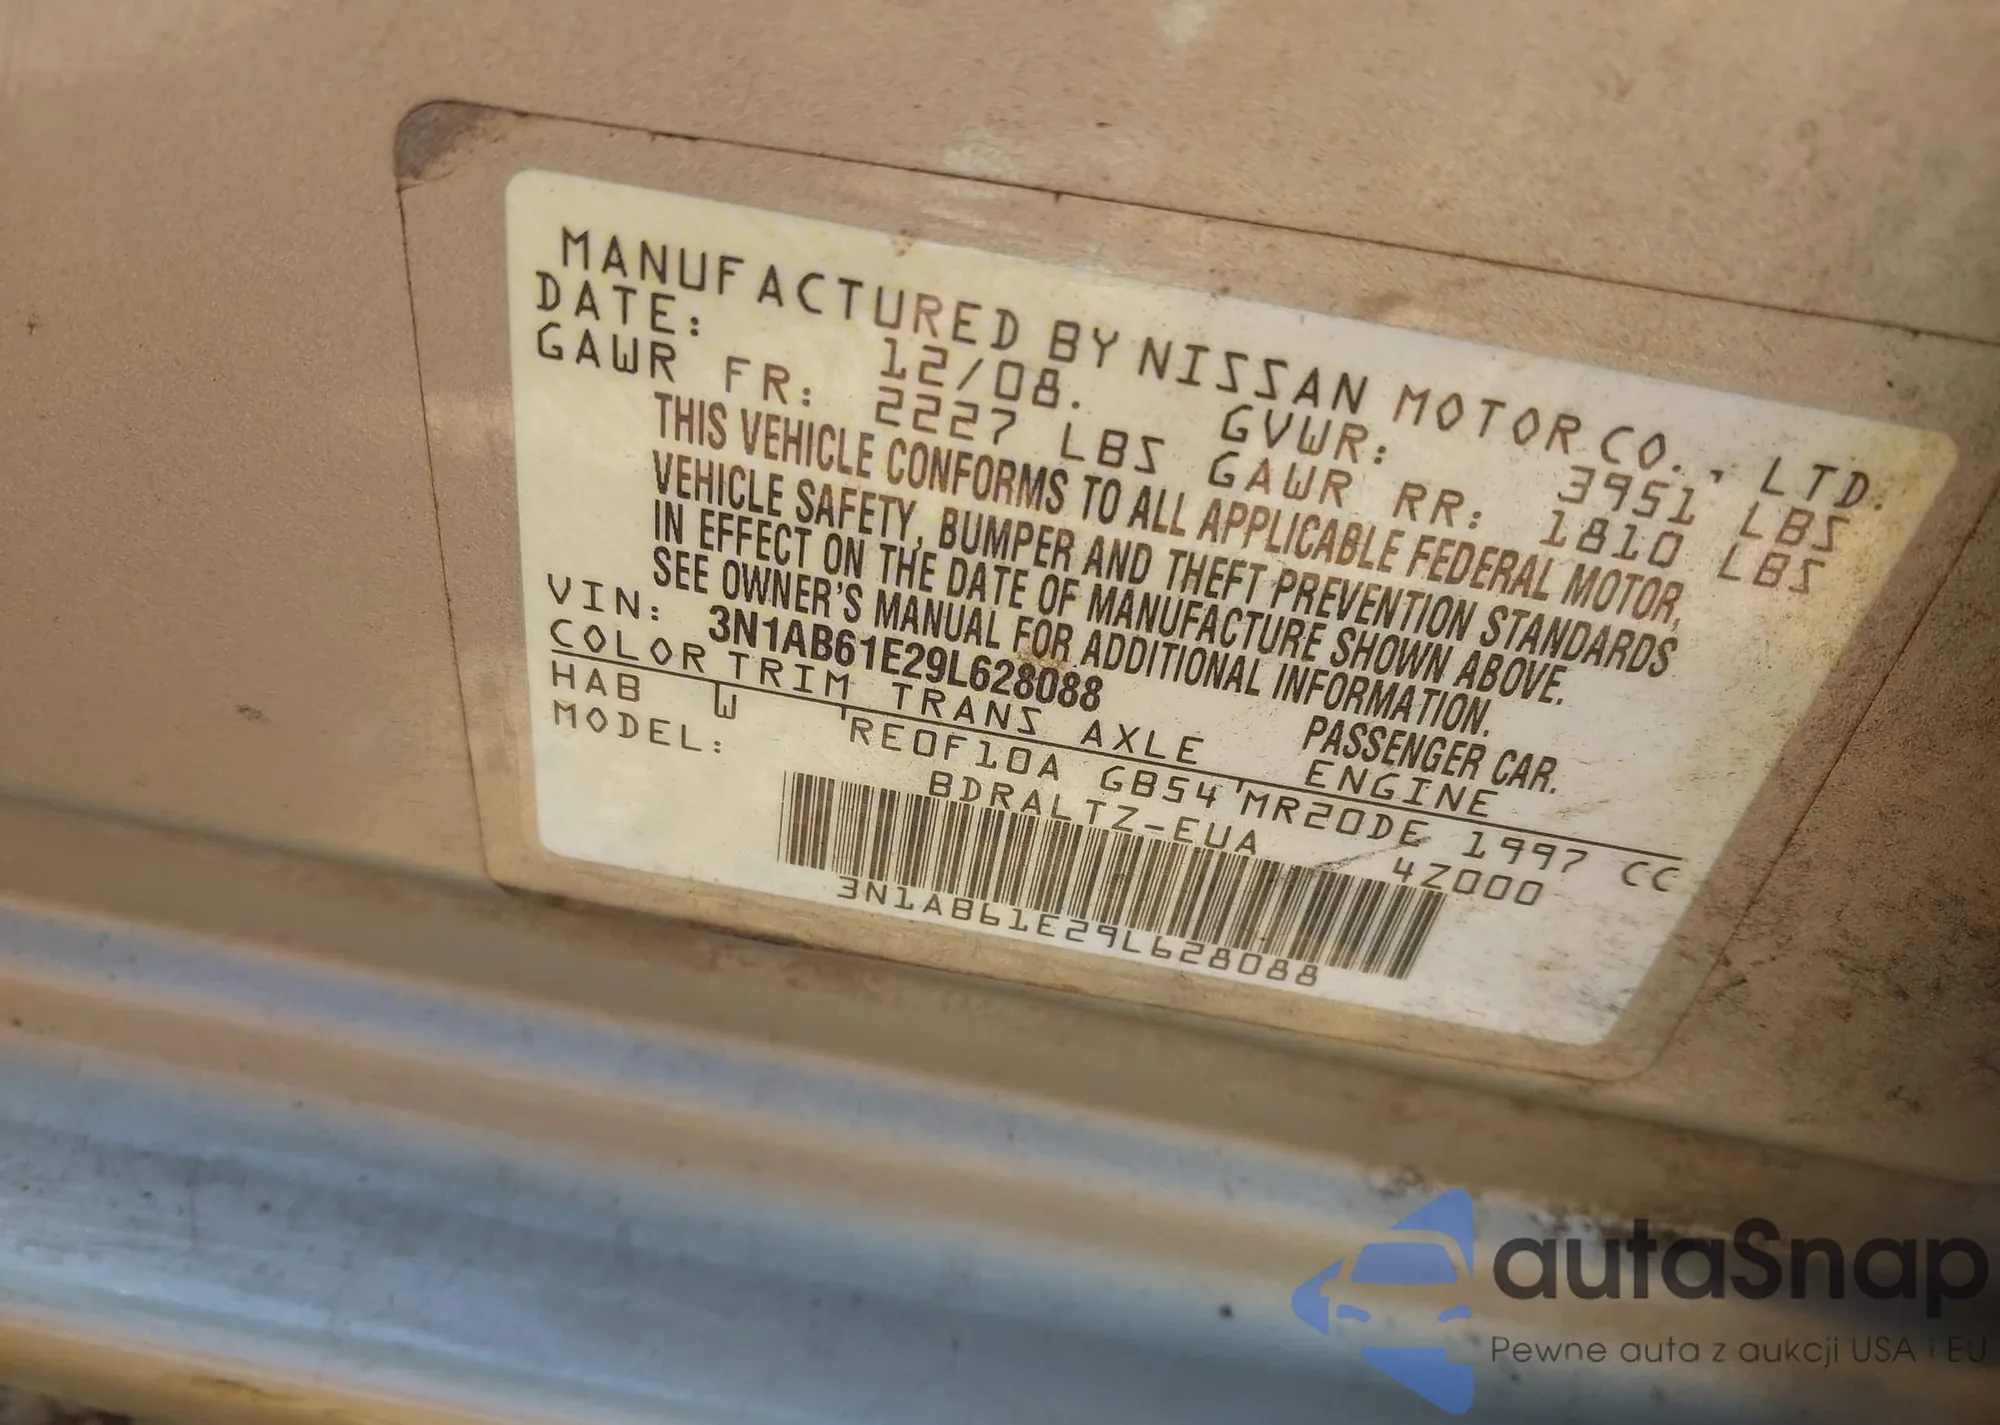 MANUFACTURED BY NISSAN MOTOR CO., LTD.
DATE: 12/08. GVWR: 3951 LBS
GAWR FR: 2227 LBS GAWR RR: 1810 LBS
THIS VEHICLE CONFORMS TO ALL APPLICABLE FEDERAL MOTOR,
VEHICLE SAFETY, BUMPER AND THEFT PREVENTION STANDARDS
IN EFFECT ON THE DATE OF MANUFACTURE SHOWN ABOVE.
SEE OWNER'S MANUAL FOR ADDITIONAL INFORMATION.
VIN: 3N1AB61E29L628088 PASSENGER CAR.
COLOR TRIM TRANS AXLE ENGINE
HAB W RE0F10A GB54 MR20DE 1997 CC
MODEL: BDRALTZ-EUA 4Z000
3N1AB61E29L628088
autaSnap
Pewne auta z aukcji USA i EU